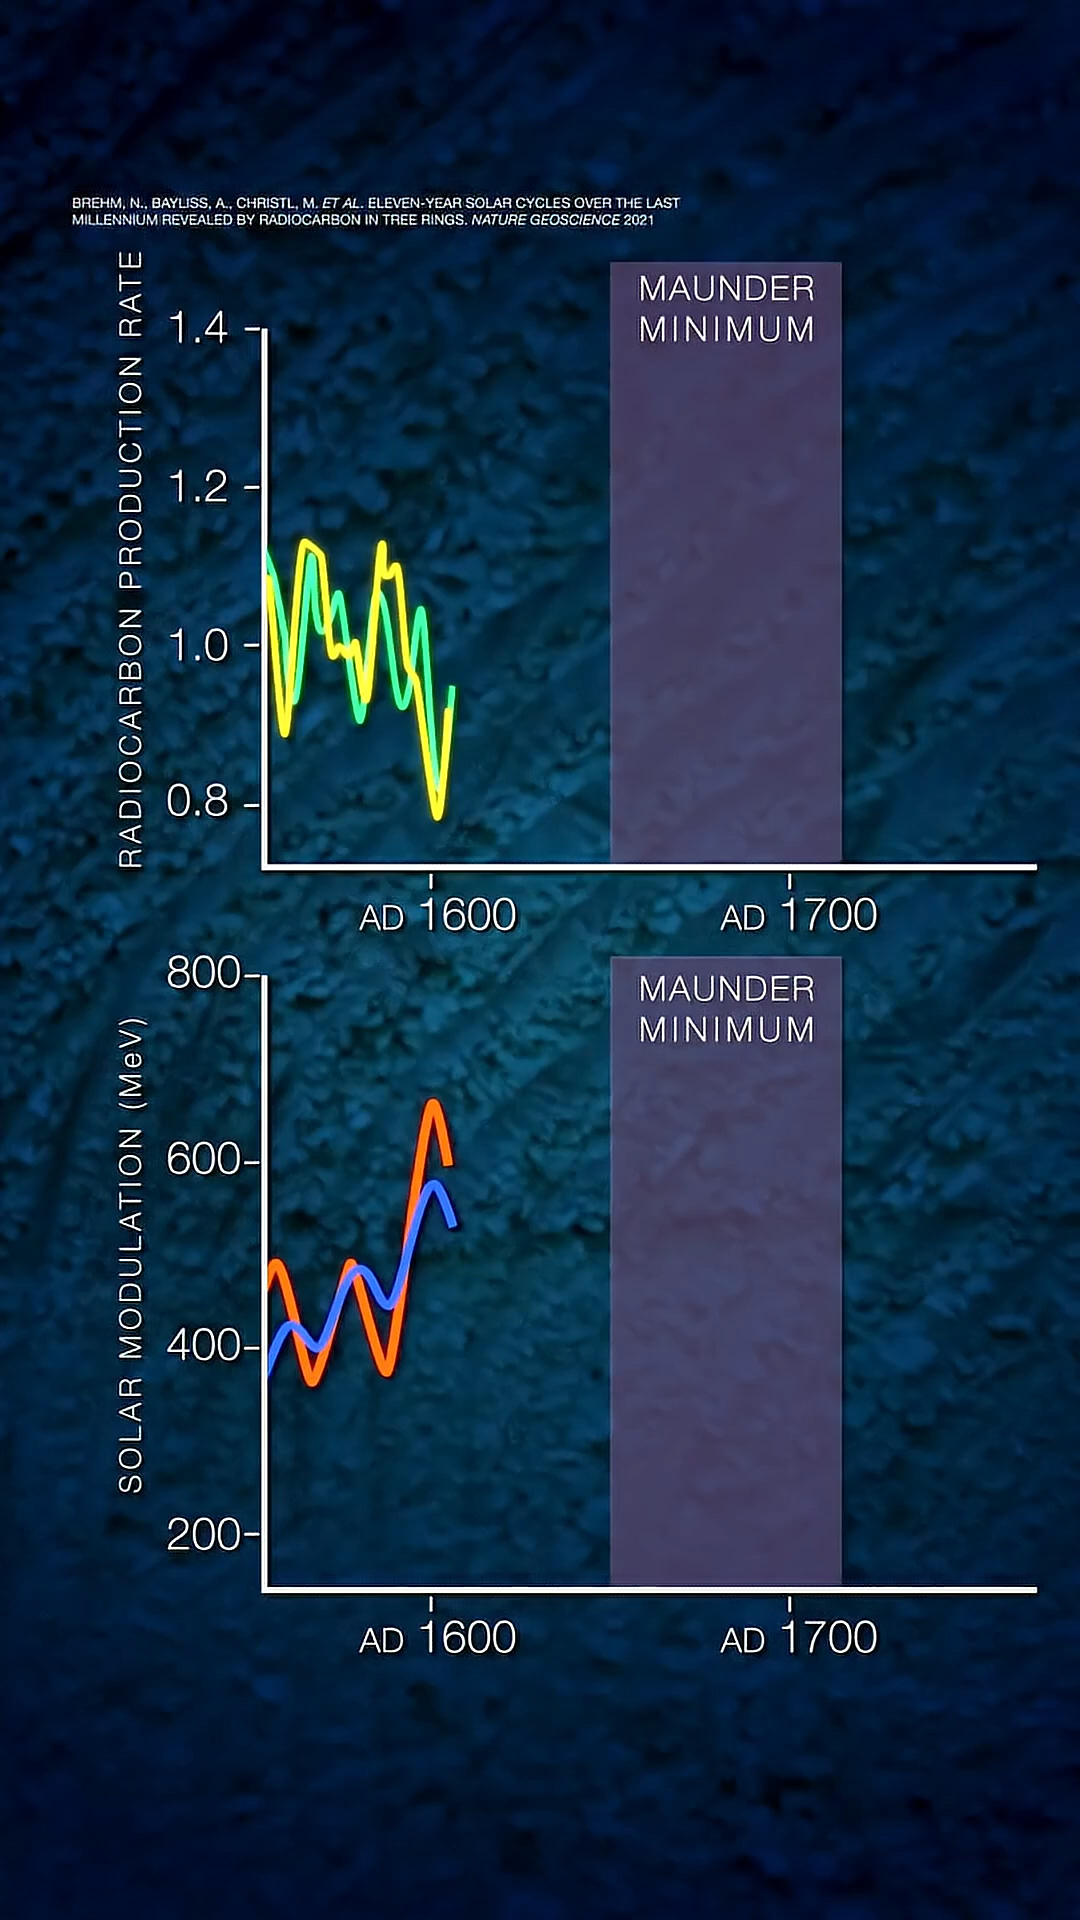 BREHM, N., BAYLISS, A., CHRISTL, M. ET AL. ELEVEN-YEAR SOLAR CYCLES OVER THE LAST
MILLENNIUM REVEALED BY RADIOCARBON IN TREE RINGS. NATURE GEOSCIENCE 2021
RADIOCARBON PRODUCTION RATE
MAUNDER
MINIMUM
1.4
1.2
1.0
0.8
AD 1600
AD 1700
SOLAR MODULATION (MeV)
MAUNDER
MINIMUM
800
600
400
200
AD 1600
AD 1700